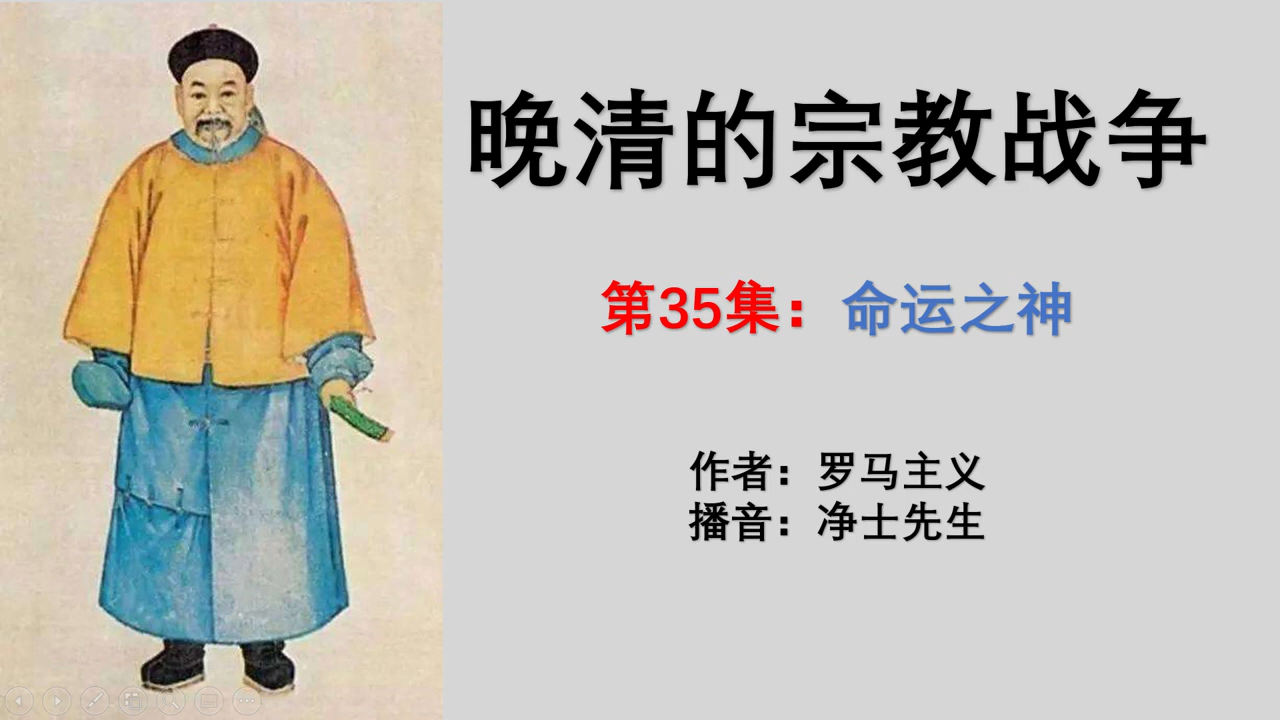 晚清的宗教战争
第35集：命运之神
作者：罗马主义
播音：净士先生